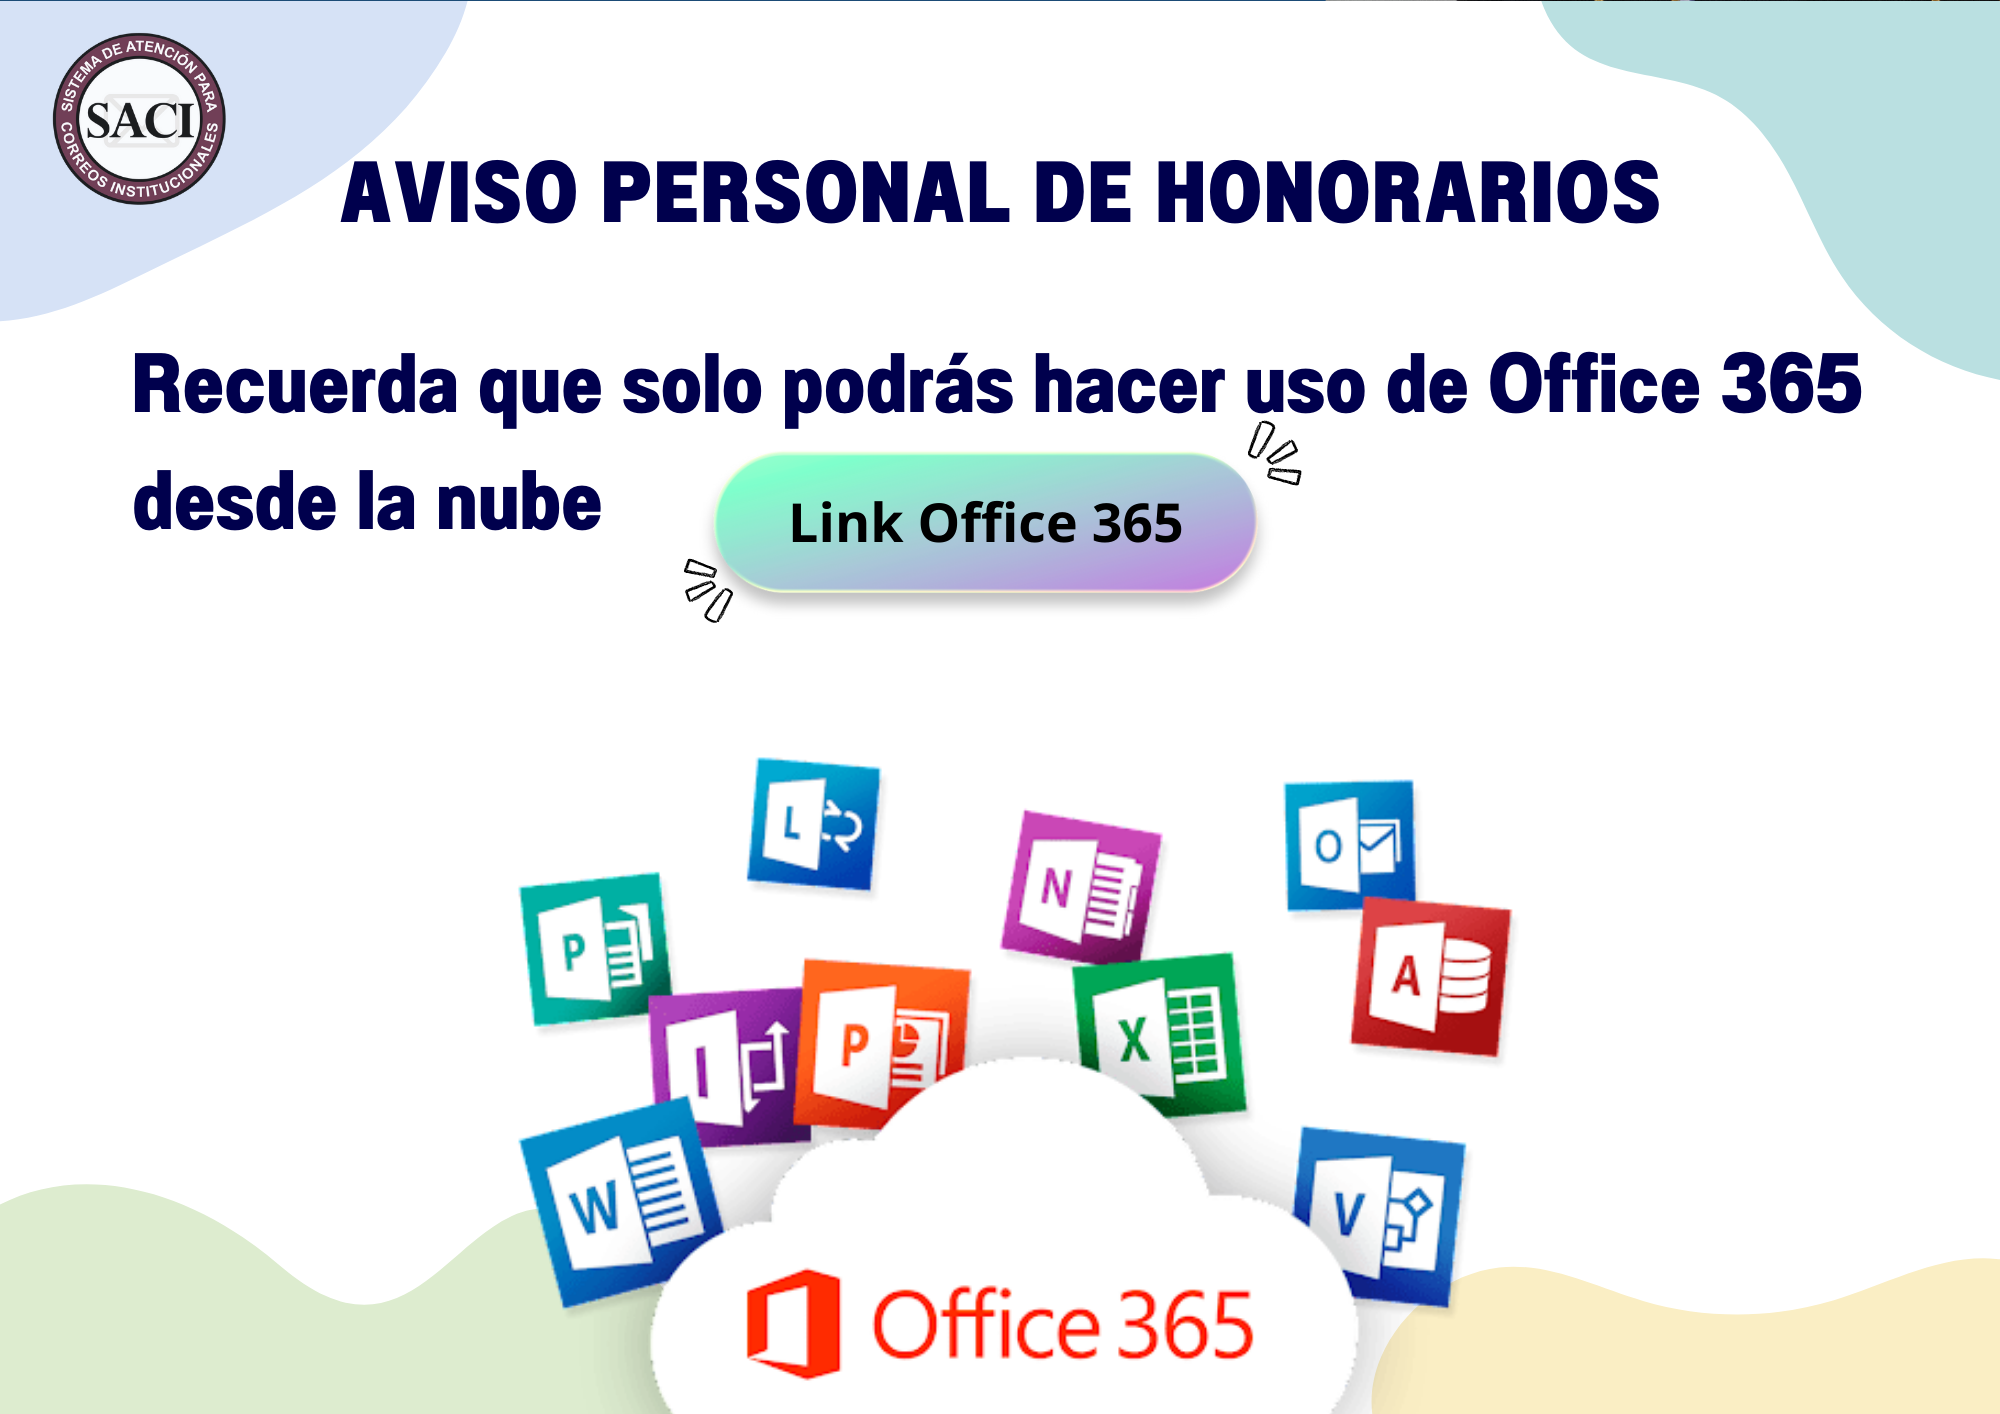 SISTEMA DE ATENCIÓN PARA
SACI
CORREOS INSTITUCIONALES
AVISO PERSONAL DE HONORARIOS
Recuerda que solo podrás hacer uso de Office 365
desde la nube
Link Office 365
L
N
O
P
A
I
P
X
W
V
Office 365